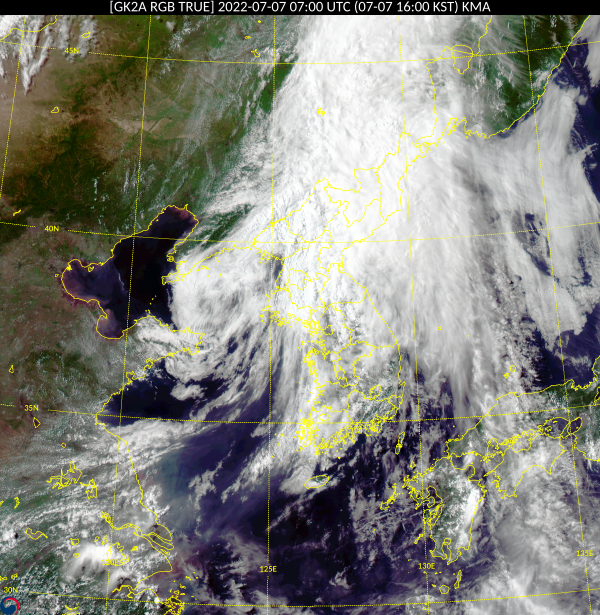 [GK2A RGB TRUE] 2022-07-07 07:00 UTC (07-07 16:00 KST) KMA
45N
40N
35N
125E
130E
135E
30N